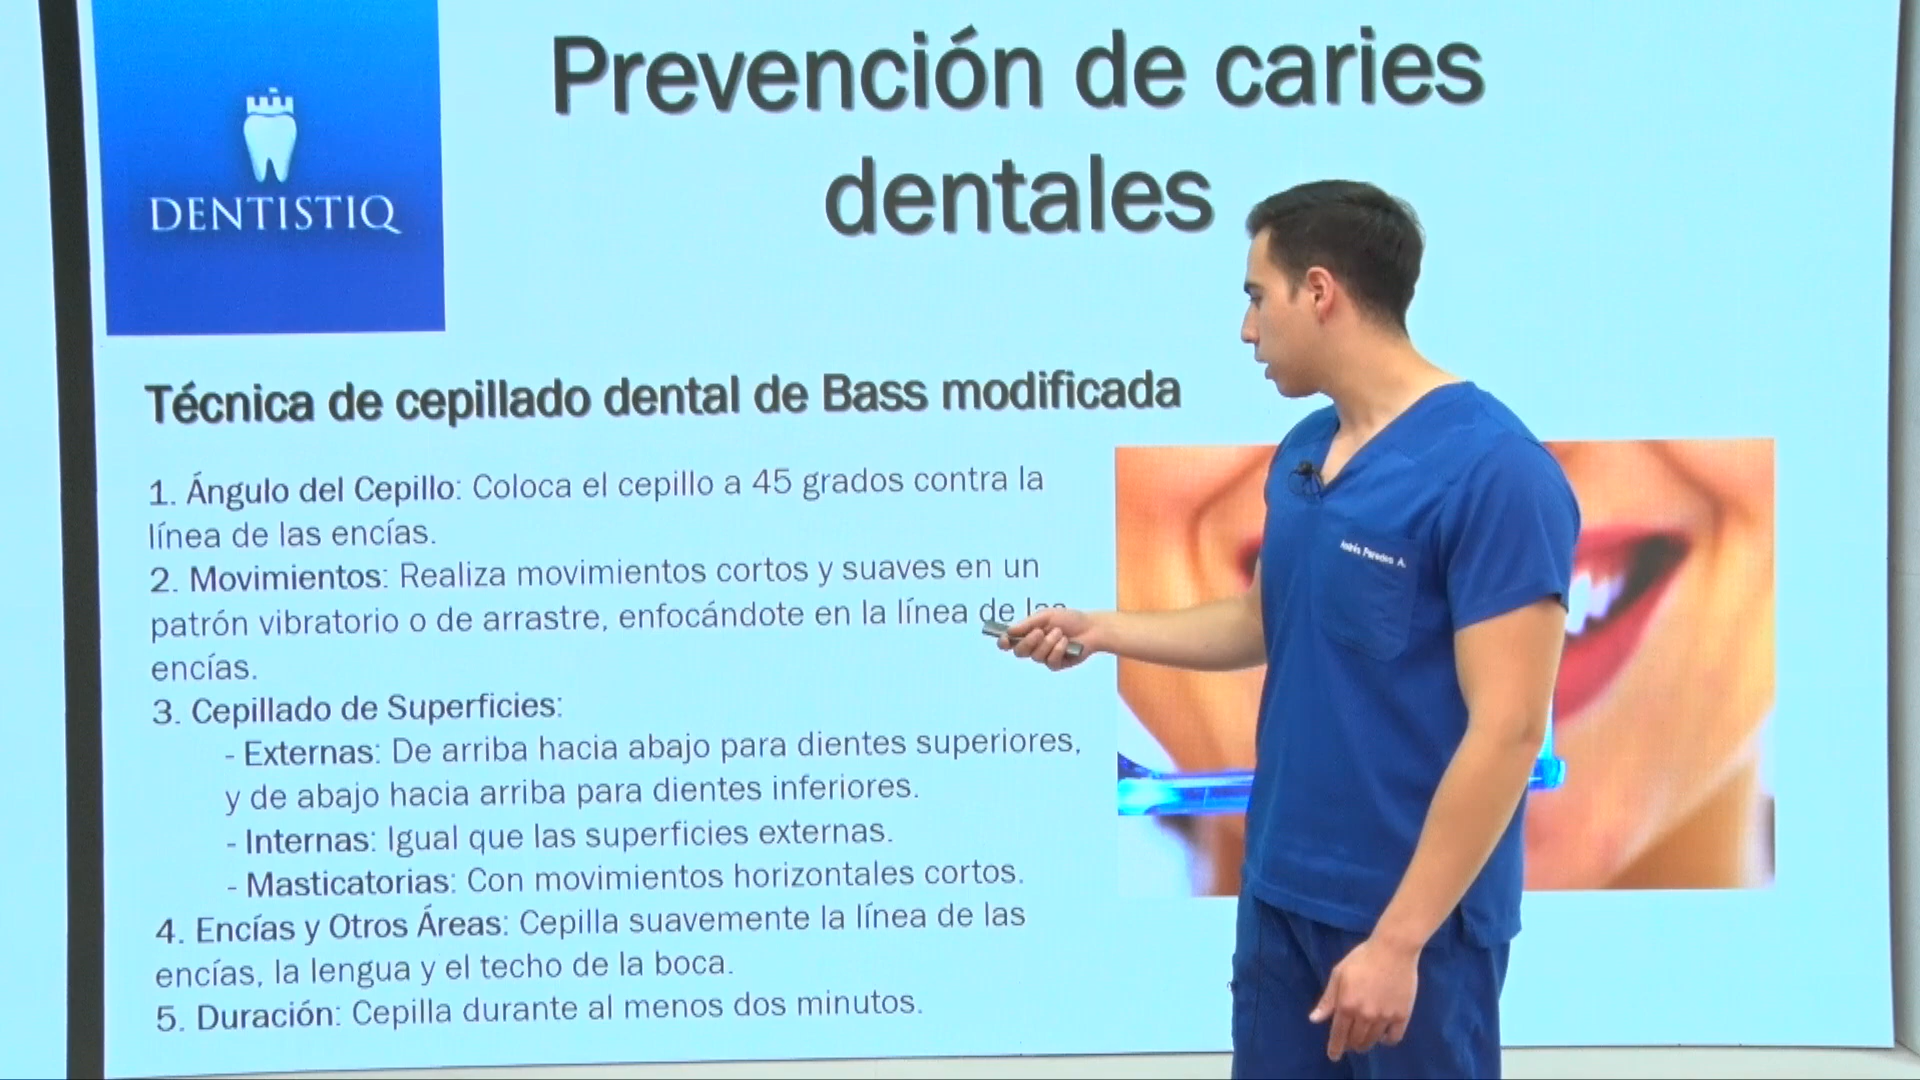 DENTISTIQ
Prevención de caries
dentales
Técnica de cepillado dental de Bass modificada
1. Ángulo del Cepillo: Coloca el cepillo a 45 grados contra la
línea de las encías.
2. Movimientos: Realiza movimientos cortos y suaves en un
patrón vibratorio o de arrastre, enfocándote en la línea de las
encías.
3. Cepillado de Superficies:
- Externas: De arriba hacia abajo para dientes superiores,
y de abajo hacia arriba para dientes inferiores.
- Internas: Igual que las superficies externas.
- Masticatorias: Con movimientos horizontales cortos.
4. Encías y Otros Áreas: Cepilla suavemente la línea de las
encías, la lengua y el techo de la boca.
5. Duración: Cepilla durante al menos dos minutos.
Andrés Paredes A.